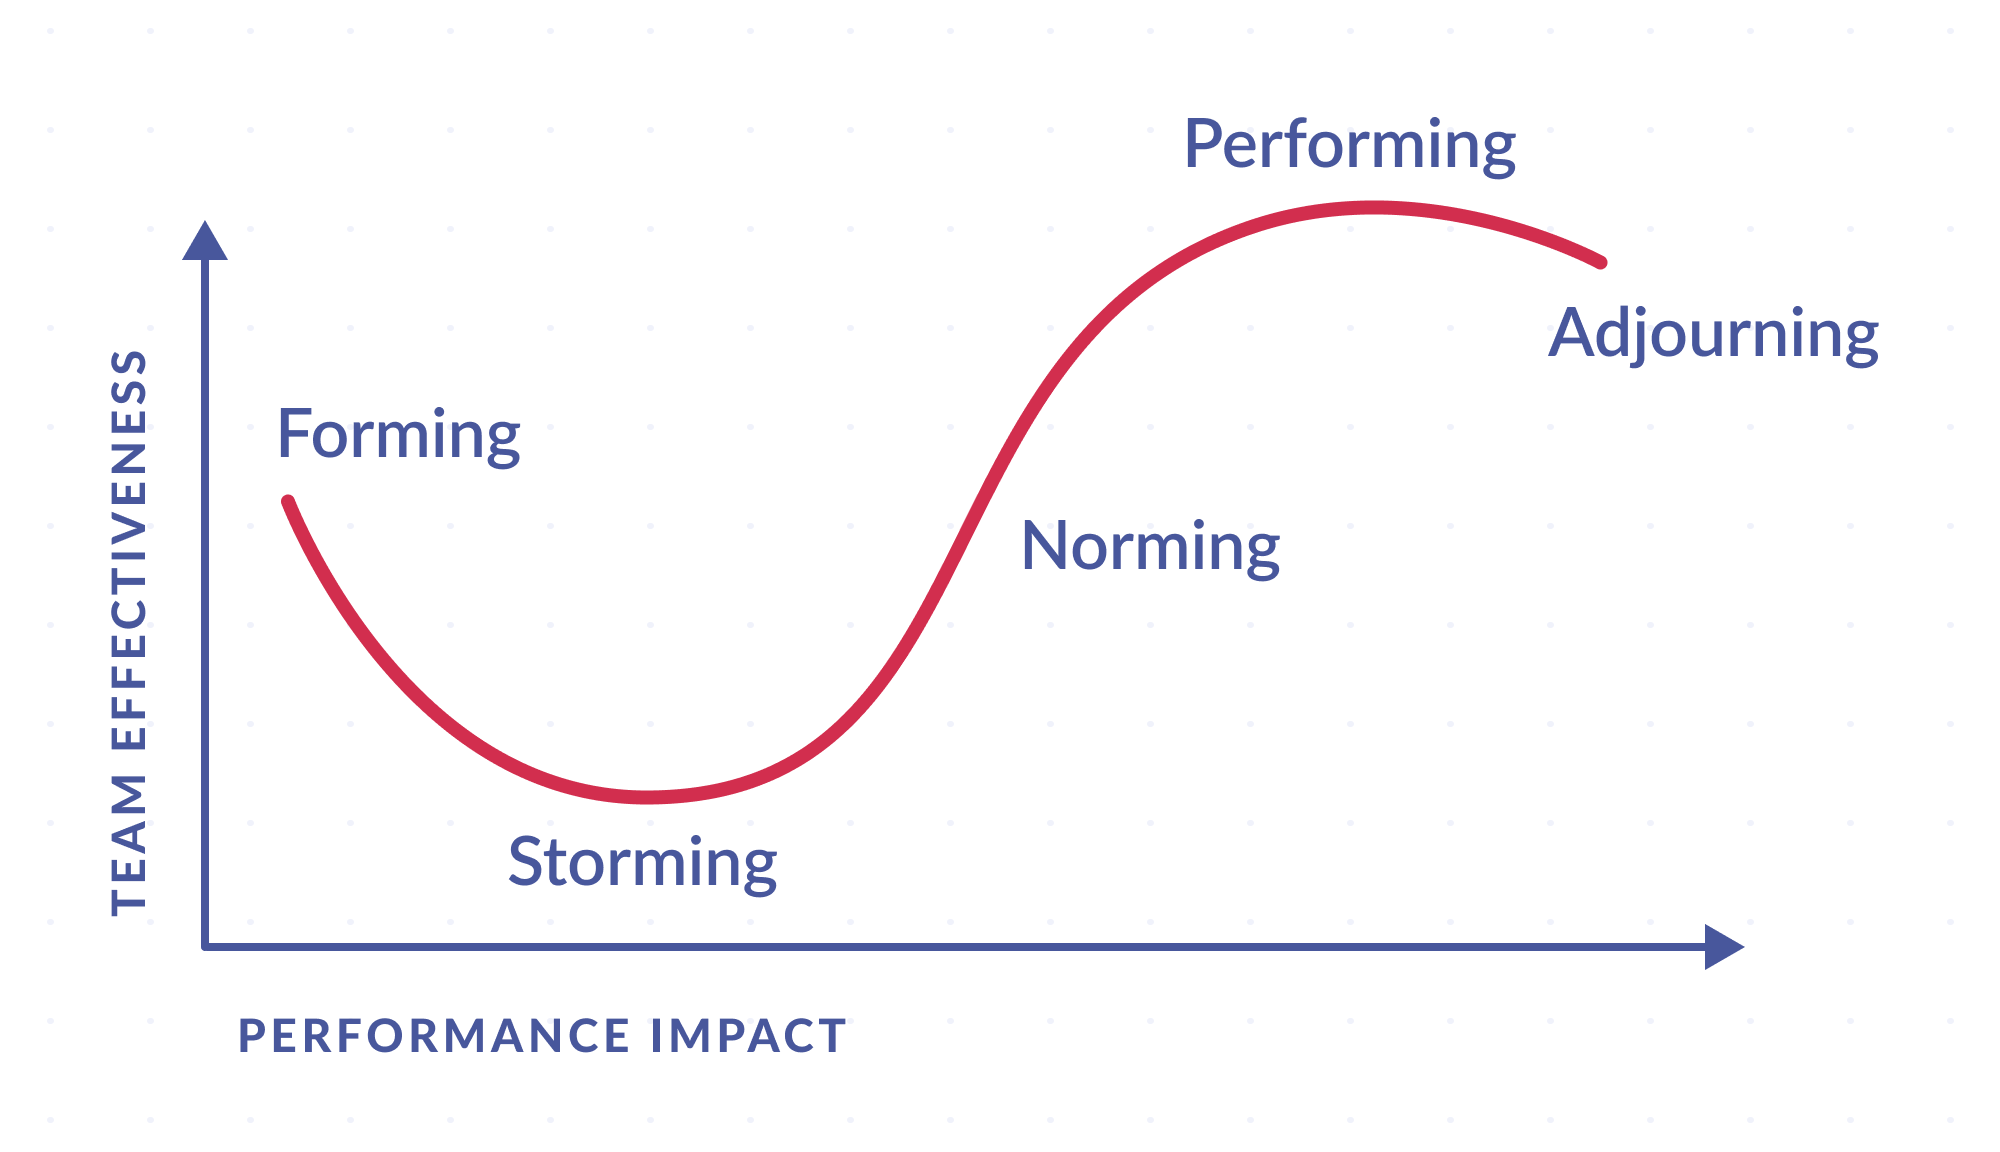 Performing
Adjourning
Forming
Norming
Storming
TEAM EFFECTIVENESS
PERFORMANCE IMPACT